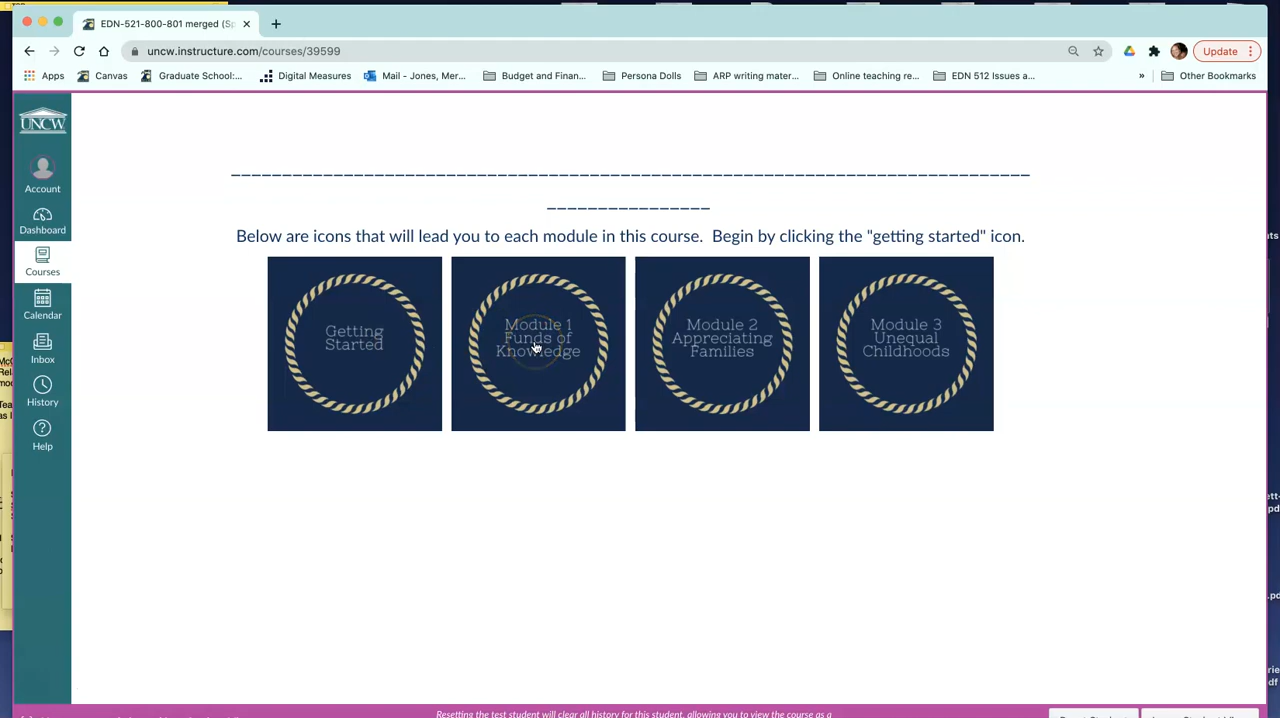 EDN-521-800-801 merged (Sp
uncw.instructure.com/courses/39599
Update
Apps Canvas Graduate School:... Digital Measures Mail - Jones, Mer... Budget and Finan... Persona Dolls ARP writing mater... Online teaching re... EDN 512 Issues a... » Other Bookmarks
UNCW
Account
Dashboard
Courses
Calendar
Inbox
History
Help
Below are icons that will lead you to each module in this course. Begin by clicking the "getting started" icon.
Getting
Started
Module 1
Funds of
Knowledge
Module 2
Appreciating
Families
Module 3
Unequal
Childhoods
Resetting the test student will clear all history for this student, allowing you to view the course as a